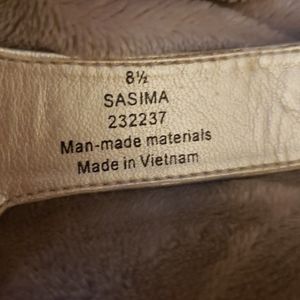 8½
SASIMA
232237
Man-made materials
Made in Vietnam